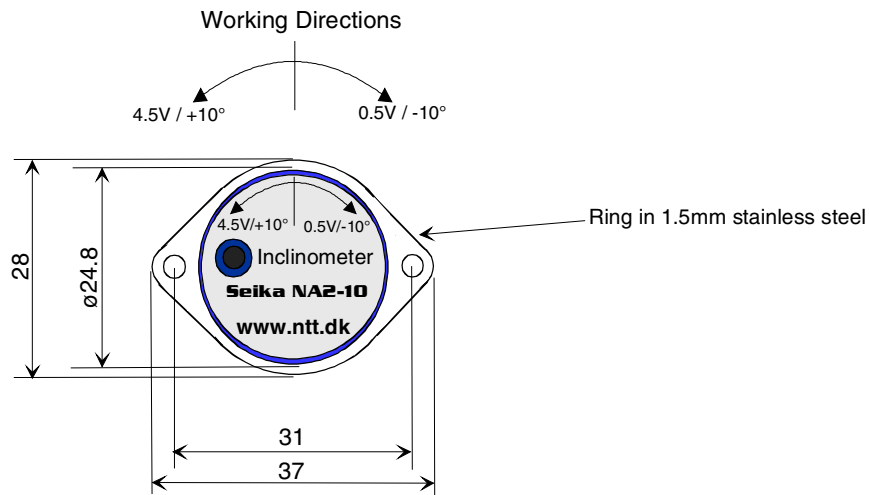 Working Directions
4.5V / +10°
0.5V / -10°
4.5V/+10°
0.5V/-10°
Ring in 1.5mm stainless steel
Inclinometer
Seika NA2-10
www.ntt.dk
28
ø24.8
31
37